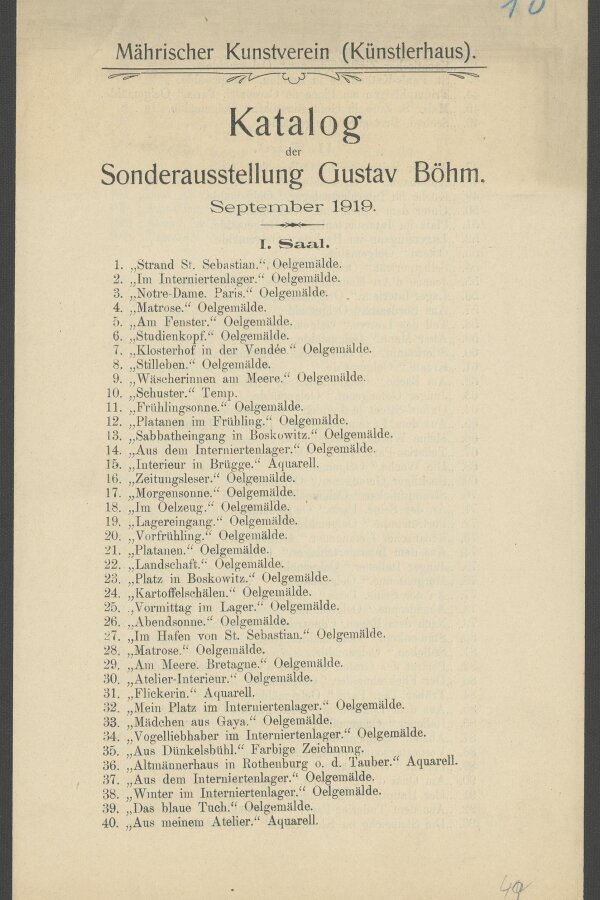 10
Mährischer Kunstverein (Künstlerhaus).
Katalog
der
Sonderausstellung Gustav Böhm.
September 1919.
I. Saal.
1. „Strand St. Sebastian.“, Oelgemälde.
2. „Im Interniertenlager.“ Oelgemälde.
3. „Notre-Dame. Paris.“ Oelgemälde.
4. „Matrose.“ Oelgemälde.
5. „Am Fenster.“ Oelgemälde.
6. „Studienkopf.“ Oelgemälde.
7. „Klosterhof in der Vendée.“ Oelgemälde.
8. „Stilleben.“ Oelgemälde.
9. „Wäscherinnen am Meere.“ Oelgemälde.
10. „Schuster.“ Temp.
11. „Frühlingsonne.“ Oelgemälde.
12. „Platanen im Frühling.“ Oelgemälde.
13. „Sabbatheingang in Boskowitz.“ Oelgemälde.
14. „Aus dem Interniertenlager.“ Oelgemälde.
15. „Interieur in Brügge.“ Aquarell.
16. „Zeitungsleser.“ Oelgemälde.
17. „Morgensonne.“ Oelgemälde.
18. „Im Oelzeug.“ Oelgemälde.
19. „Lagereingang.“ Oelgemälde.
20. „Vorfrühling.“ Oelgemälde.
21. „Platanen.“ Oelgemälde.
22. „Landschaft.“ Oelgemälde.
23. „Platz in Boskowitz.“ Oelgemälde.
24. „Kartoffelschälen.“ Oelgemälde.
25. „Vormittag im Lager.“ Oelgemälde.
26. „Abendsonne.“ Oelgemälde.
27. „Im Hafen von St. Sebastian.“ Oelgemälde.
28. „Matrose.“ Oelgemälde.
29. „Am Meere. Bretagne.“ Oelgemälde.
30. „Atelier-Interieur.“ Oelgemälde.
31. „Flickerin.“ Aquarell.
32. „Mein Platz im Interniertenlager.“ Oelgemälde.
33. „Mädchen aus Gaya.“ Oelgemälde.
34. „Vogelliebhaber im Interniertenlager.“ Oelgemälde.
35. „Aus Dünkelsbühl.“ Farbige Zeichnung.
36. „Altmännerhaus in Rothenburg o. d. Tauber.“ Aquarell.
37. „Aus dem Interniertenlager.“ Oelgemälde.
38. „Winter im Interniertenlager.“ Oelgemälde.
39. „Das blaue Tuch.“ Oelgemälde.
40. „Aus meinem Atelier.“ Aquarell.
49